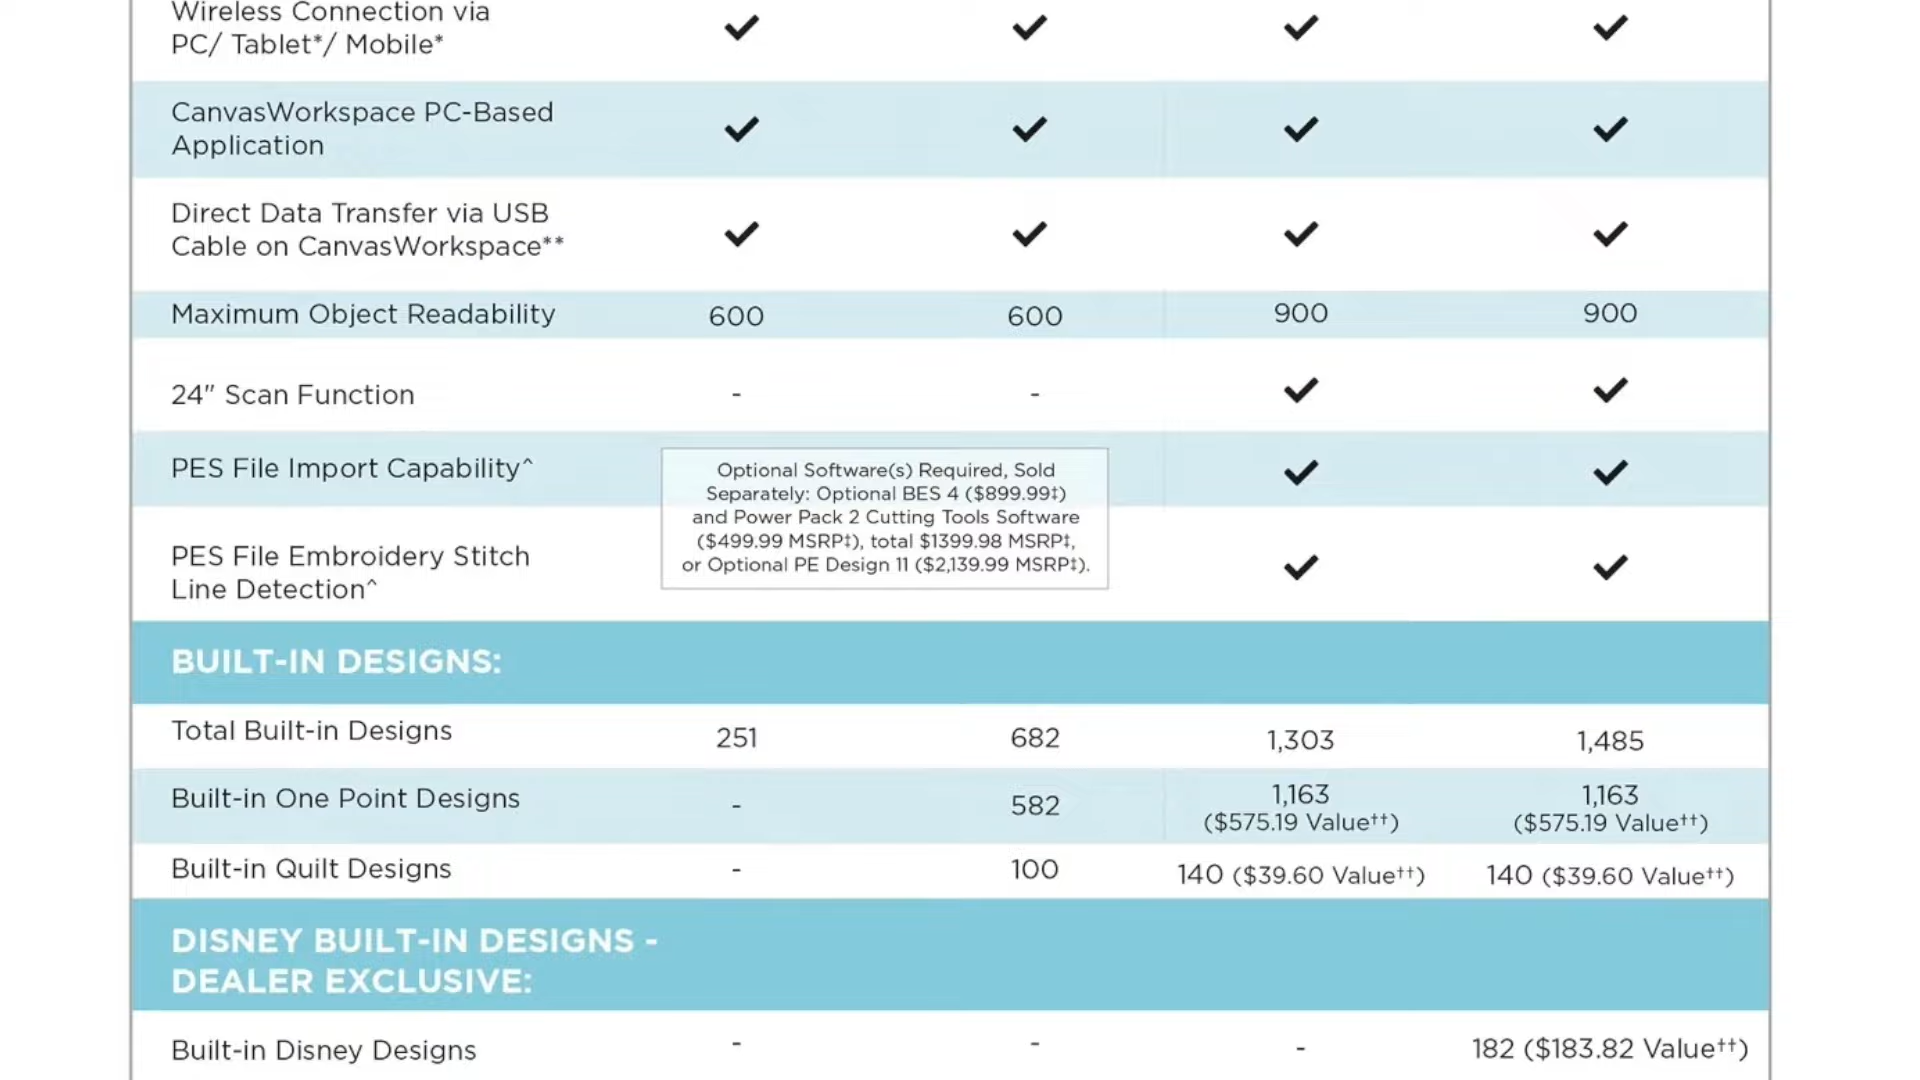 Wireless Connection via
PC/ Tablet*/ Mobile*
CanvasWorkspace PC-Based
Application
Direct Data Transfer via USB
Cable on CanvasWorkspace**
Maximum Object Readability 600 600 900 900
24" Scan Function - -
PES File Import Capability^
Optional Software(s) Required, Sold
Separately: Optional BES 4 ($899.99‡)
and Power Pack 2 Cutting Tools Software
($499.99 MSRP‡), total $1399.98 MSRP‡,
or Optional PE Design 11 ($2,139.99 MSRP‡).
PES File Embroidery Stitch
Line Detection^
BUILT-IN DESIGNS:
Total Built-in Designs 251 682 1,303 1,485
Built-in One Point Designs - 582 1,163 1,163
($575.19 Value††) ($575.19 Value††)
Built-in Quilt Designs - 100 140 ($39.60 Value††) 140 ($39.60 Value††)
DISNEY BUILT-IN DESIGNS -
DEALER EXCLUSIVE:
Built-in Disney Designs - - - 182 ($183.82 Value††)